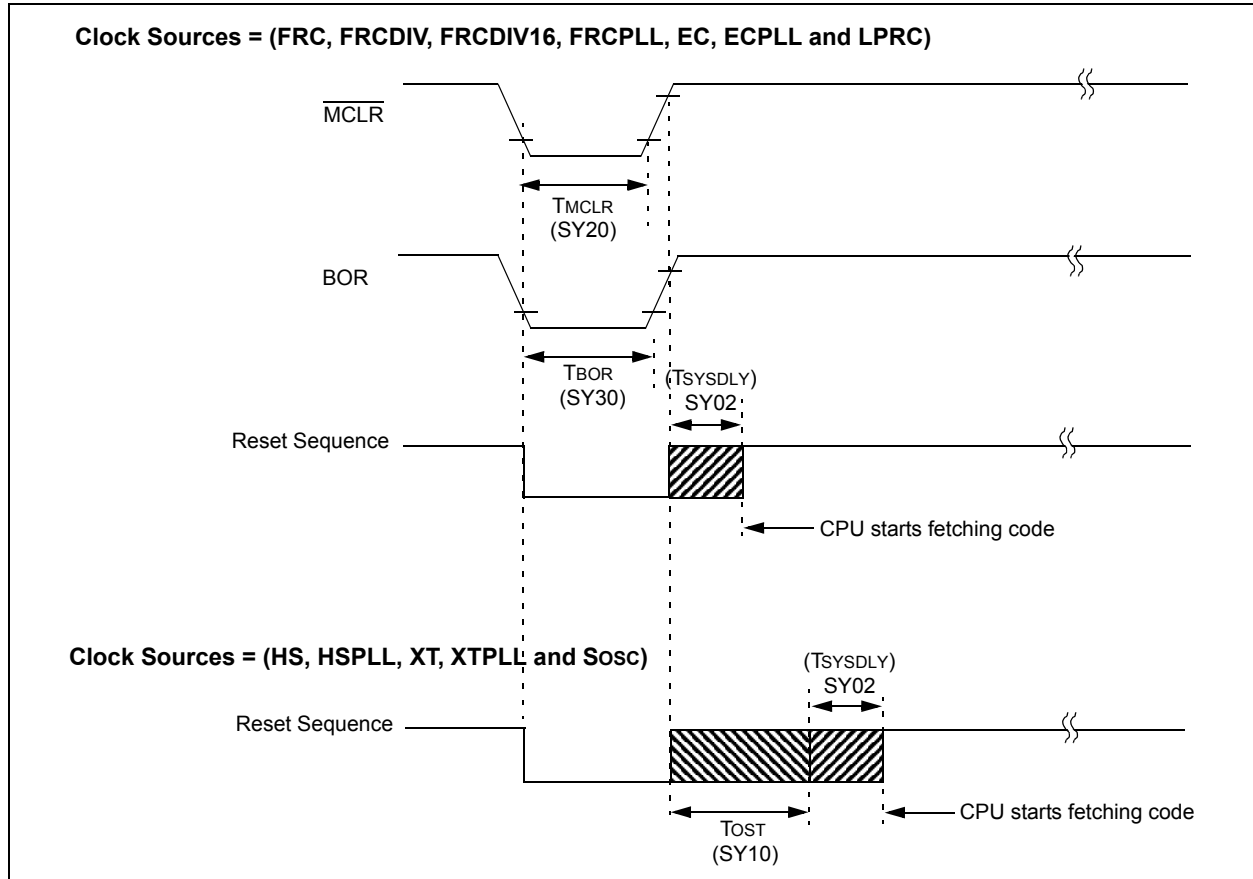 Clock Sources = (FRC, FRCDIV, FRCDIV16, FRCPLL, EC, ECPLL and LPRC)
MCLR
TMCLR
(SY20)
BOR
TBOR
(SY30)
(TSYSDLY)
SY02
Reset Sequence
CPU starts fetching code
Clock Sources = (HS, HSPLL, XT, XTPLL and SOSC)
(TSYSDLY)
SY02
Reset Sequence
CPU starts fetching code
TOST
(SY10)